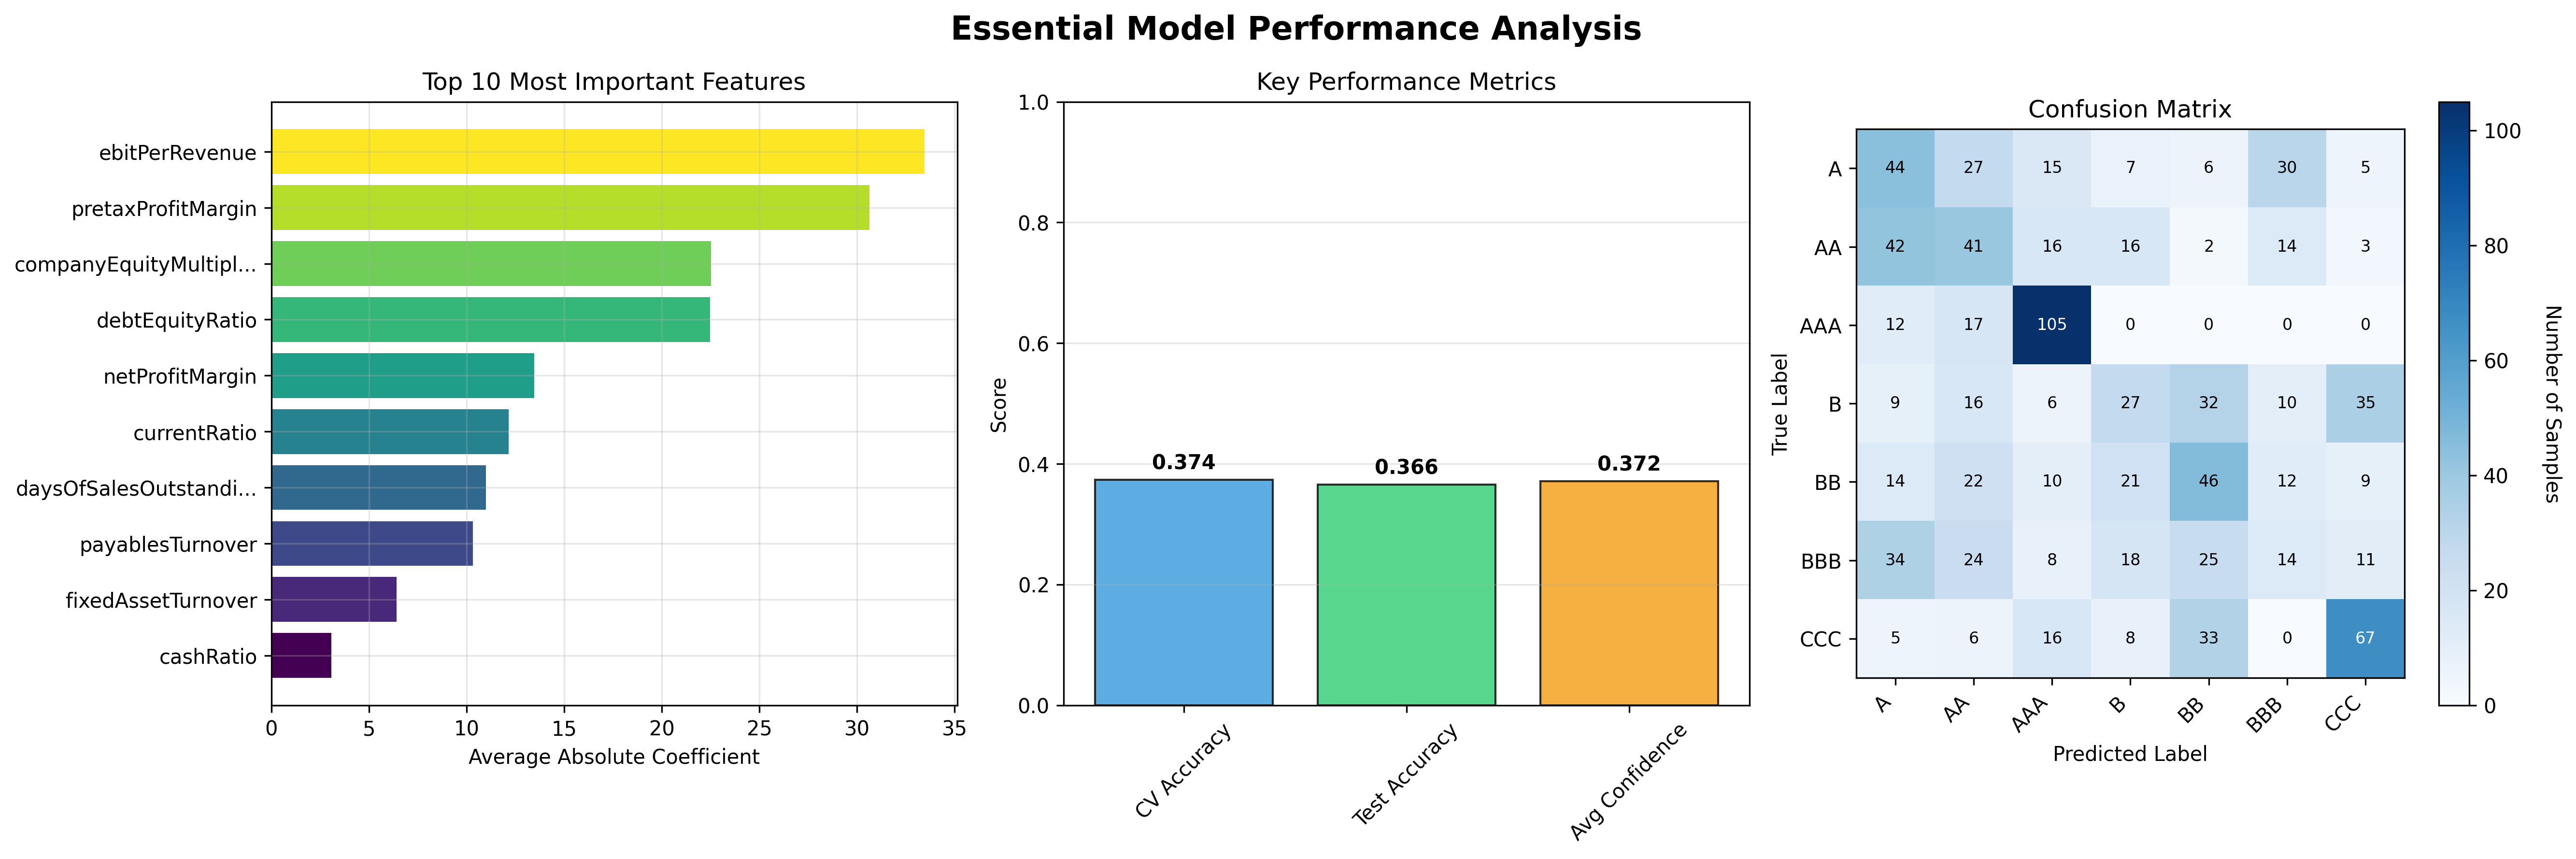 Essential Model Performance Analysis
Top 10 Most Important Features
ebitPerRevenue
pretaxProfitMargin
companyEquityMultipl...
debtEquityRatio
netProfitMargin
currentRatio
daysOfSalesOutstandi...
payablesTurnover
fixedAssetTurnover
cashRatio
0 5 10 15 20 25 30 35
Average Absolute Coefficient
Key Performance Metrics
Score
1.0
0.8
0.6
0.4
0.2
0.0
0.374 0.366 0.372
CV Accuracy
Test Accuracy
Avg Confidence
Confusion Matrix
True Label
A 44 27 15 7 6 30 5
AA 42 41 16 16 2 14 3
AAA 12 17 105 0 0 0 0
B 9 16 6 27 32 10 35
BB 14 22 10 21 46 12 9
BBB 34 24 8 18 25 14 11
CCC 5 6 16 8 33 0 67
A AA AAA B BB BBB CCC
Predicted Label
100
80
60
40
20
0
Number of Samples